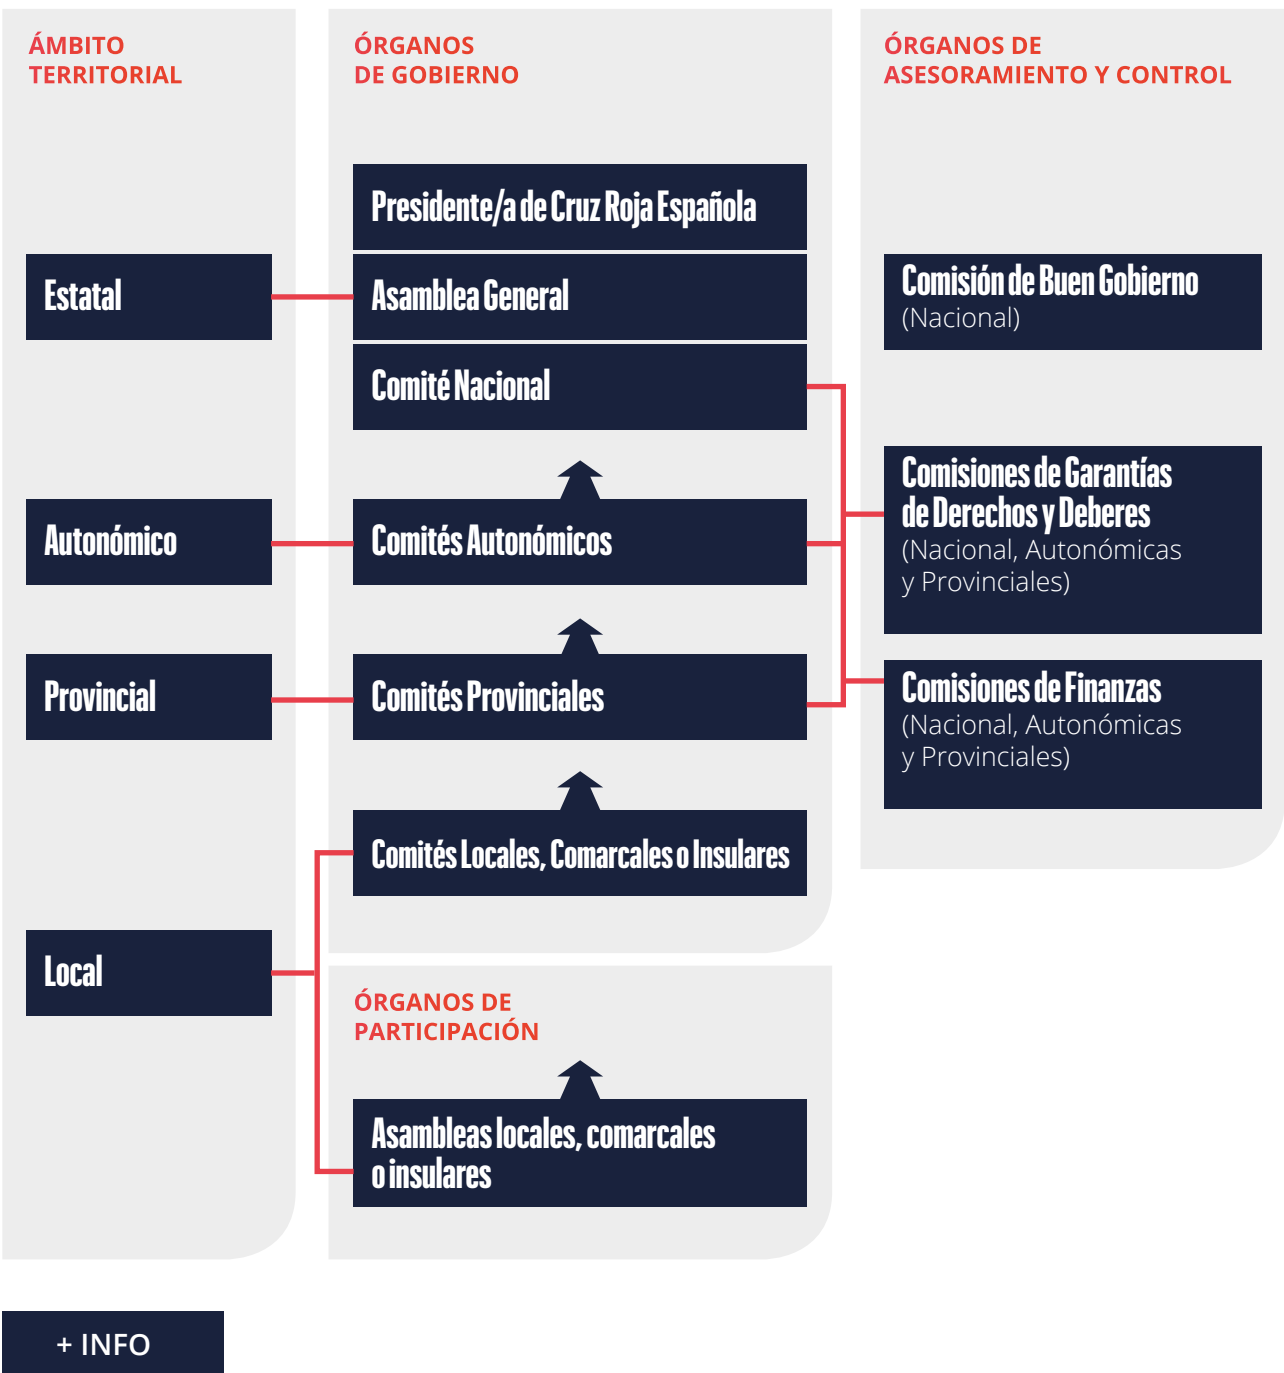 ÁMBITO
TERRITORIAL
Estatal
Autonómico
Provincial
Local
ÓRGANOS
DE GOBIERNO
Presidente/a de Cruz Roja Española
Asamblea General
Comité Nacional
Comités Autonómicos
Comités Provinciales
Comités Locales, Comarcales o Insulares
ÓRGANOS DE
PARTICIPACIÓN
Asambleas locales, comarcales
o insulares
ÓRGANOS DE
ASESORAMIENTO Y CONTROL
Comisión de Buen Gobierno
(Nacional)
Comisiones de Garantías
de Derechos y Deberes
(Nacional, Autonómicas
y Provinciales)
Comisiones de Finanzas
(Nacional, Autonómicas
y Provinciales)
+ INFO